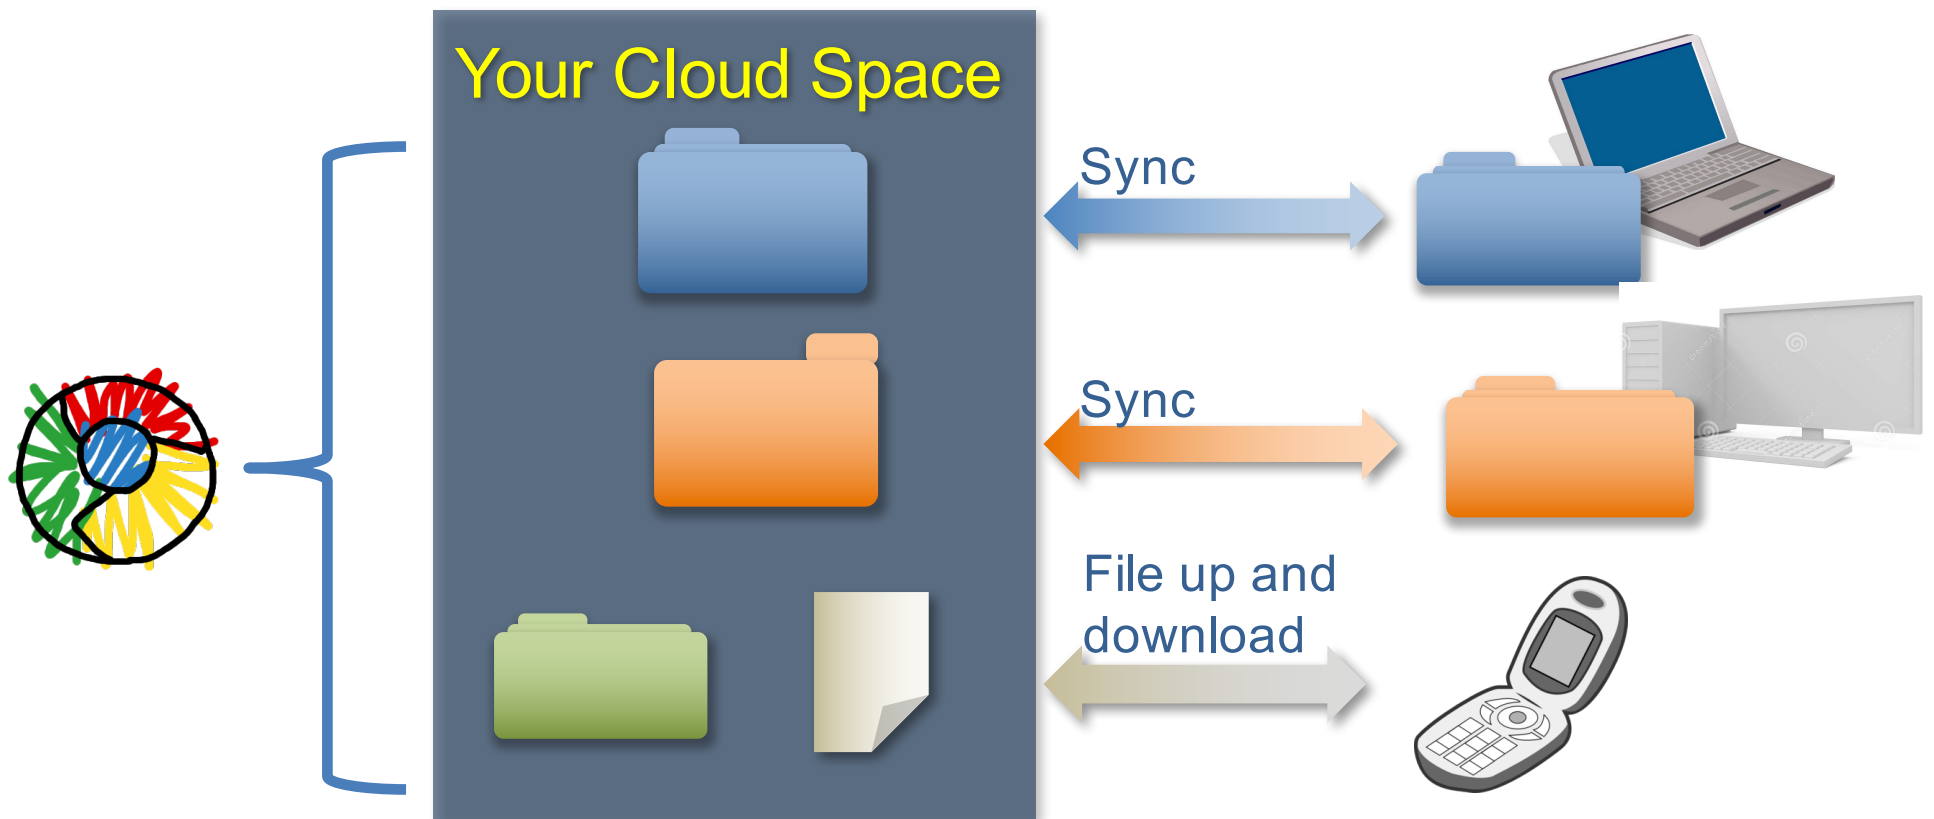 Your Cloud Space
Sync
Sync
File up and
download